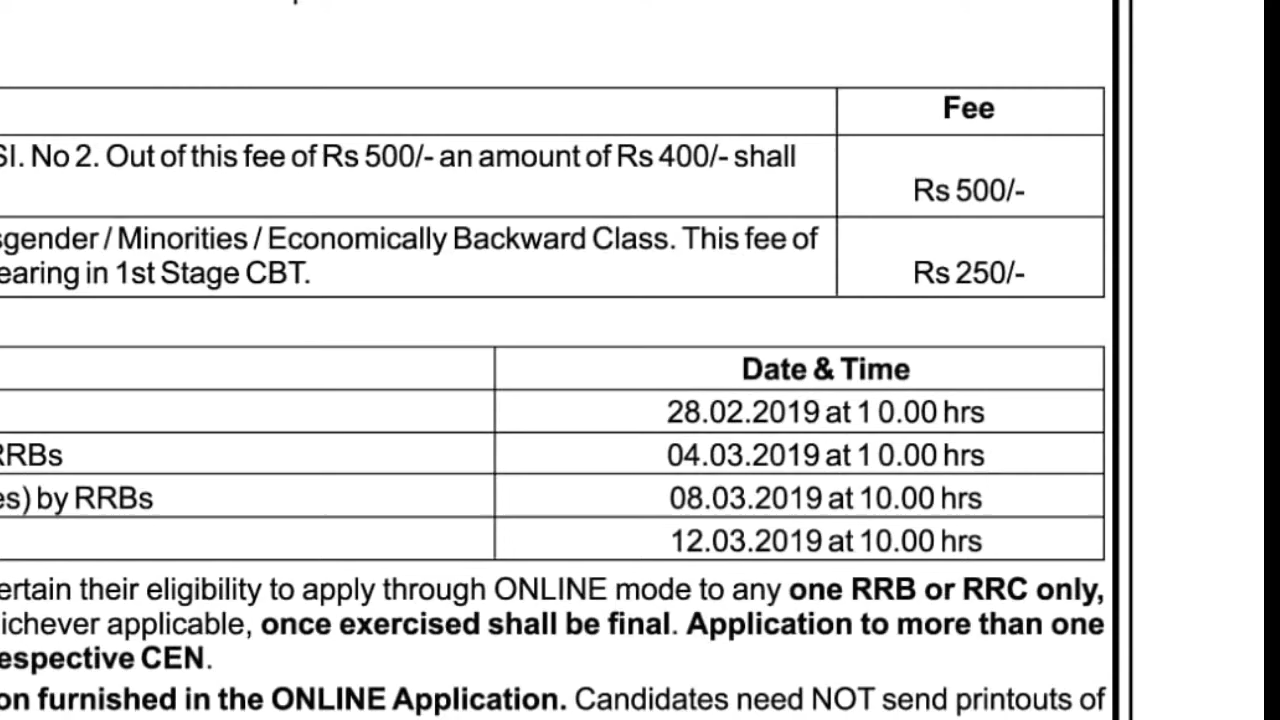 Fee
SI. No 2. Out of this fee of Rs 500/- an amount of Rs 400/- shall
Rs 500/-
sgender / Minorities / Economically Backward Class. This fee of
earing in 1st Stage CBT.
Rs 250/-
Date & Time
28.02.2019 at 1 0.00 hrs
RRBs
04.03.2019 at 1 0.00 hrs
es) by RRBs
08.03.2019 at 10.00 hrs
12.03.2019 at 10.00 hrs
ertain their eligibility to apply through ONLINE mode to any one RRB or RRC only,
ichever applicable, once exercised shall be final. Application to more than one
espective CEN.
on furnished in the ONLINE Application. Candidates need NOT send printouts of